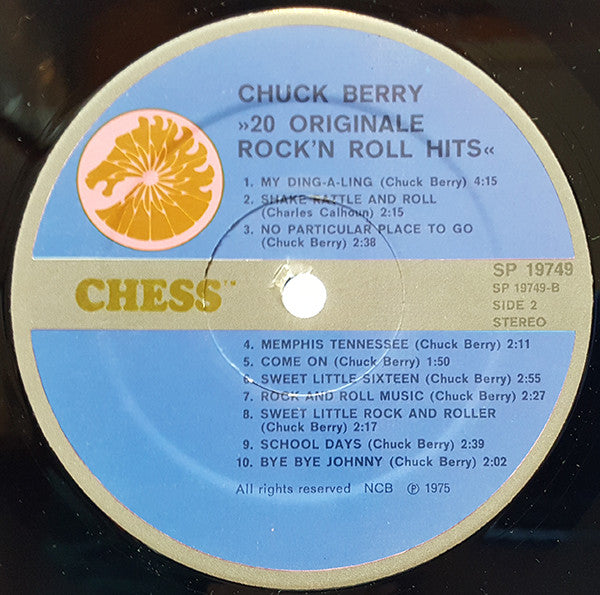 CHUCK BERRY
»20 ORIGINALE
ROCK'N ROLL HITS«
1. MY DING-A-LING (Chuck Berry) 4:15
2. SHAKE RATTLE AND ROLL
(Charles Calhoun) 2:15
3. NO PARTICULAR PLACE TO GO
(Chuck Berry) 2:38
CHESS™
SP 19749
SP 19749-B
SIDE 2
STEREO
4. MEMPHIS TENNESSEE (Chuck Berry) 2:11
5. COME ON (Chuck Berry) 1:50
6. SWEET LITTLE SIXTEEN (Chuck Berry) 2:55
7. ROCK AND ROLL MUSIC (Chuck Berry) 2:27
8. SWEET LITTLE ROCK AND ROLLER
(Chuck Berry) 2:17
9. SCHOOL DAYS (Chuck Berry) 2:39
10. BYE BYE JOHNNY (Chuck Berry) 2:02
All rights reserved NCB ℗ 1975